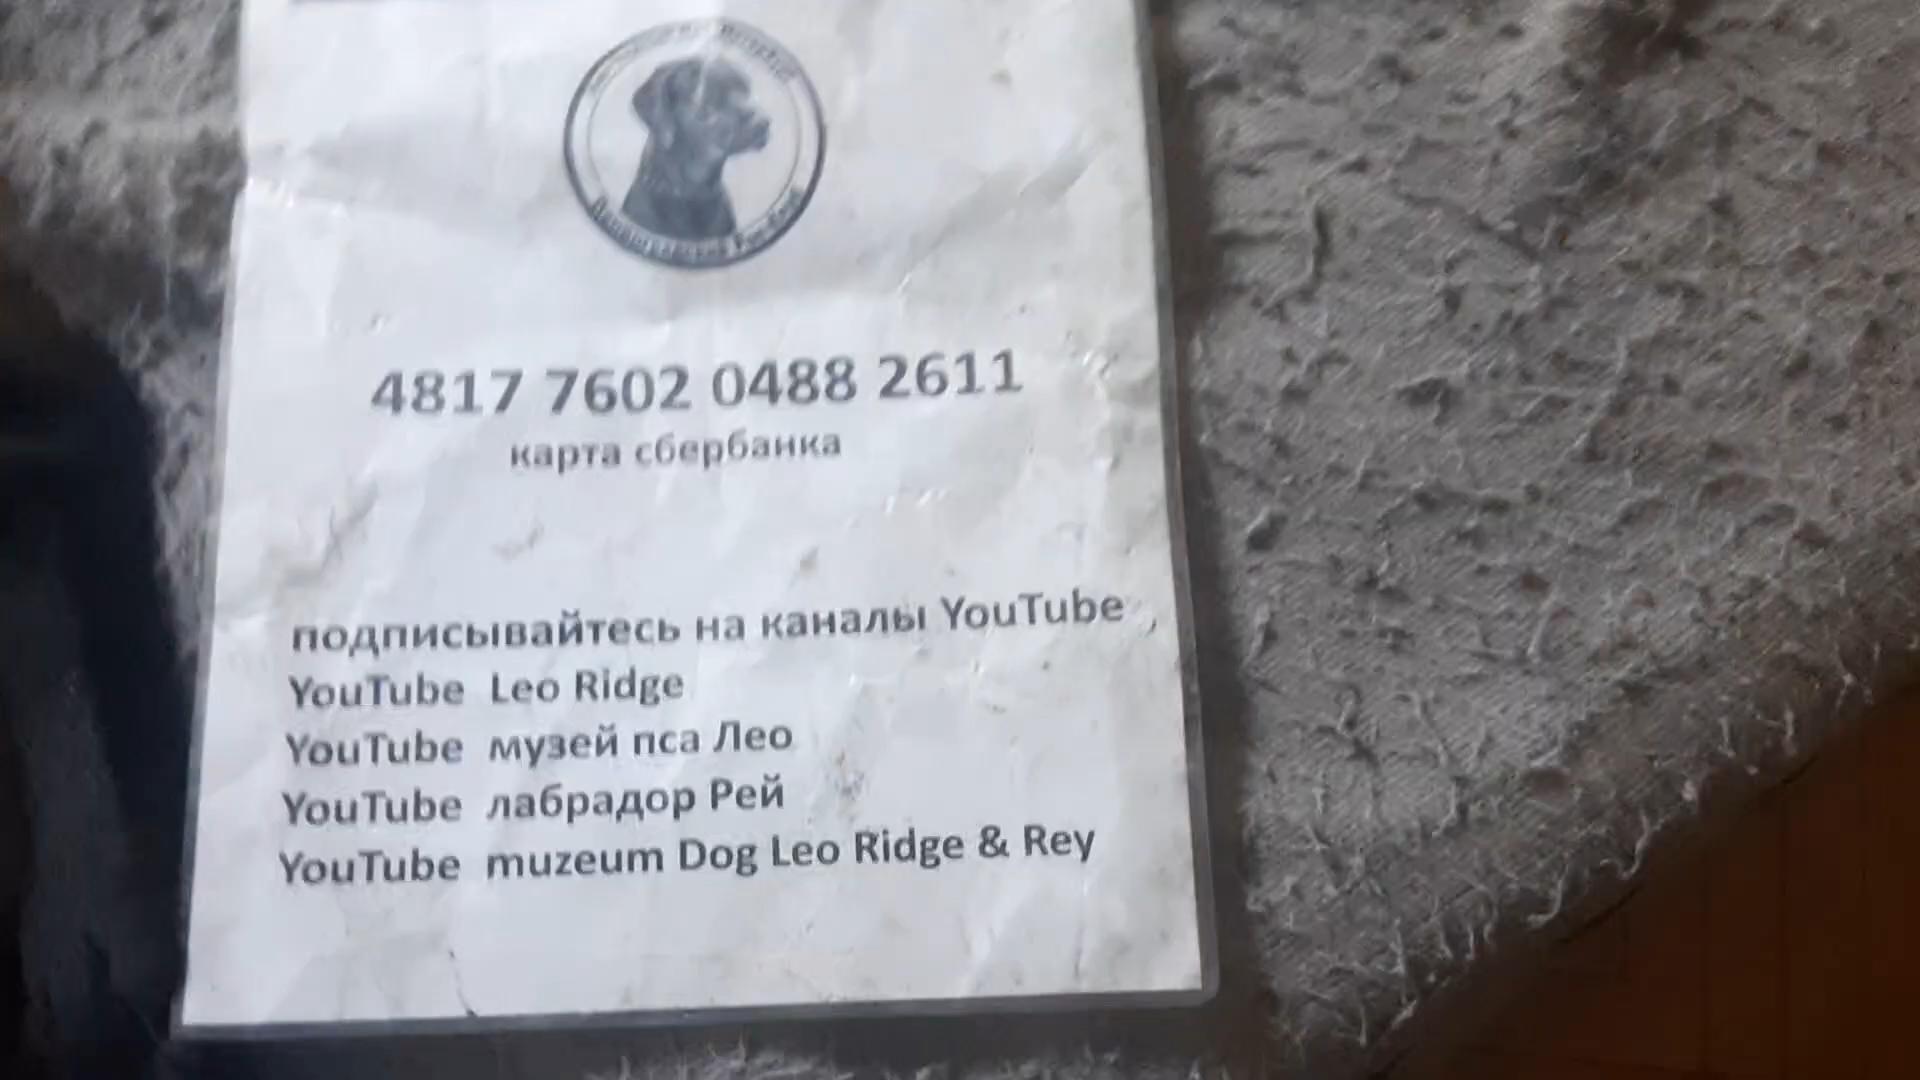 4817 7602 0488 2611
карта сбербанка
подписывайтесь на каналы YouTube ,
YouTube Leo Ridge
YouTube музей пса Лео
YouTube лабрадор Рей
YouTube muzeum Dog Leo Ridge & Rey